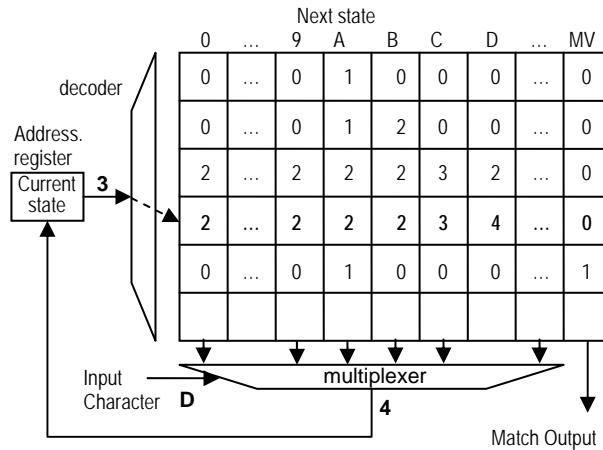 Next state
0 ... 9 A B C D ... MV
decoder
0 ... 0 1 0 0 0 ... 0
0 ... 0 1 2 0 0 ... 0
Address.
register
Current
state
3
2 ... 2 2 2 3 2 ... 0
2 ... 2 2 2 3 4 ... 0
0 ... 0 1 0 0 0 ... 1
Input
Character D
multiplexer
4
Match Output